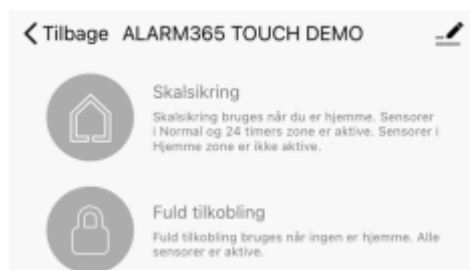 Tilbage ALARM365 TOUCH DEMO
Skalsikring
Skalsikring bruges når du er hjemme. Sensorer
i Normal og 24 timers zone er aktive. Sensorer i
Hjemme zone er ikke aktive.
Fuld tilkobling
Fuld tilkobling bruges når ingen er hjemme. Alle
sensorer er aktive.